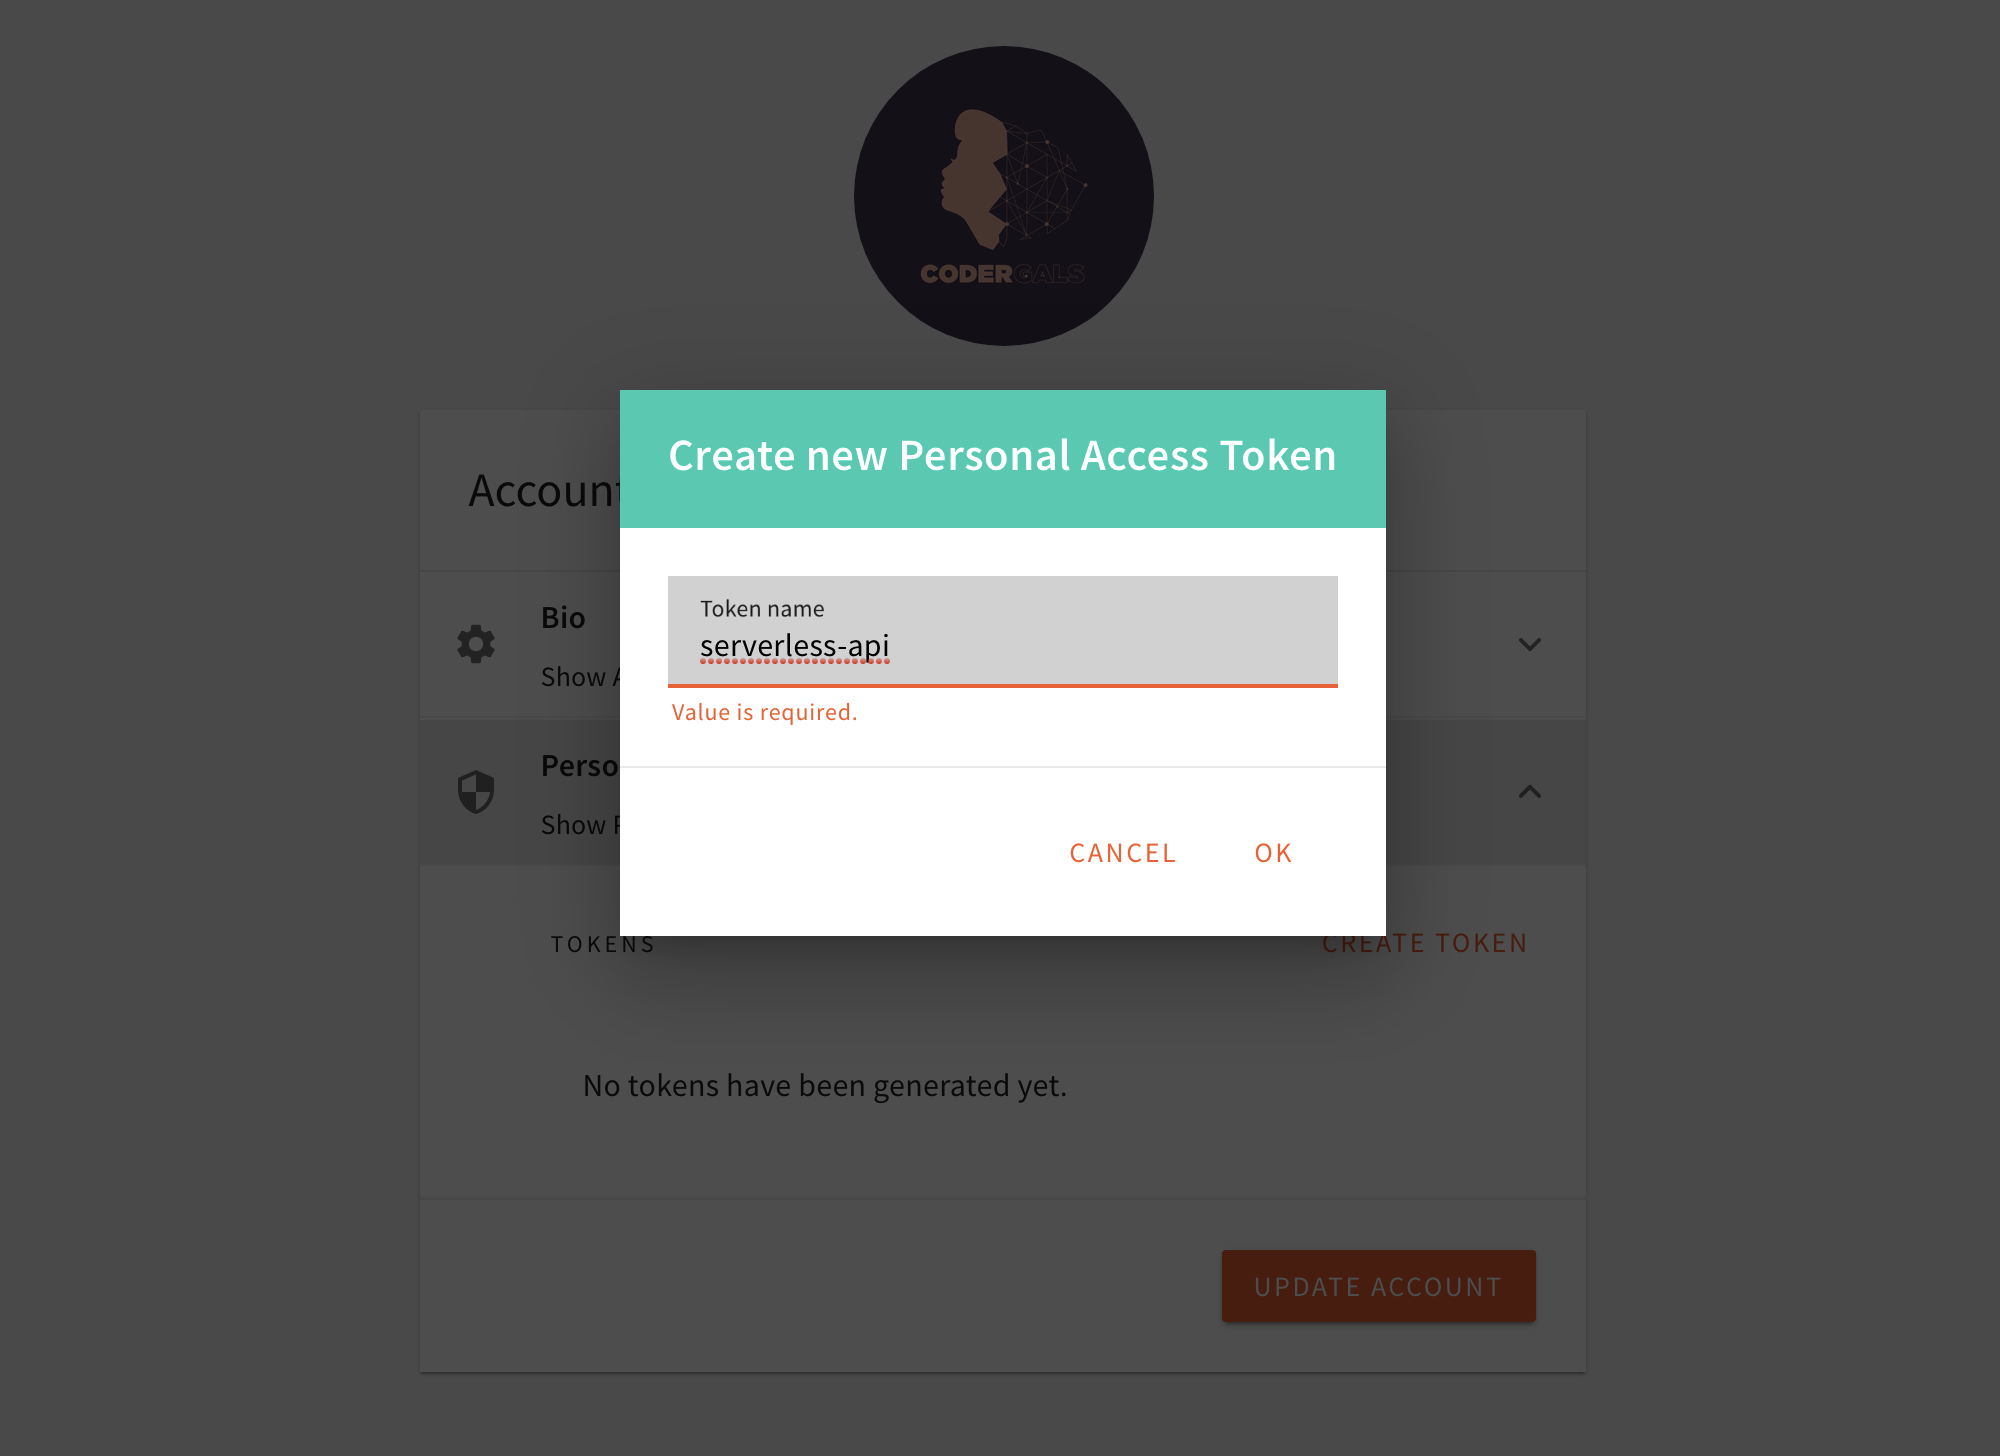 CODERGALS
Create new Personal Access Token
Account
Token name
serverless-api
Value is required.
Bio
Show
Perso
Show
CANCEL OK
TOKENS CREATE TOKEN
No tokens have been generated yet.
UPDATE ACCOUNT